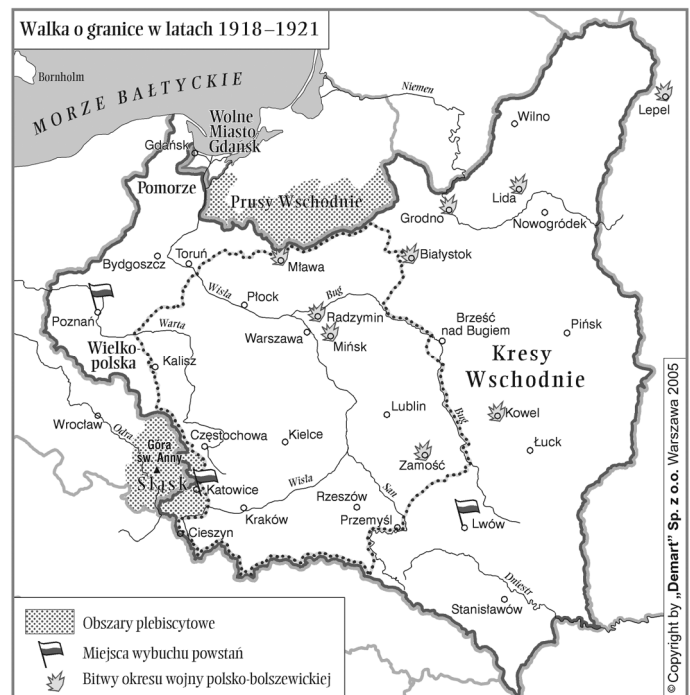 Walka o granice w latach 1918–1921
Bornholm
MORZE BAŁTYCKIE
Niemen
Lepel
Wilno
Wolne
Miasto
Gdańsk
Gdańsk
Pomorze
Prusy Wschodnie
Lida
Grodno
Nowogródek
Białystok
Toruń
Bydgoszcz
Mława
Wisła
Płock
Bug
Radzymin
Poznań
Warta
Warszawa
Mińsk
Brześć
nad Bugiem
Pińsk
Wielko-
polska
Kalisz
Kresy
Wschodnie
Lublin
Bug
Kowel
Wrocław
Odra
Częstochowa
Kielce
Góra
św. Anny
Łuck
Zamość
Śląsk
Katowice
Wisła
San
Rzeszów
Kraków
Przemyśl
Lwów
Cieszyn
Dniestr
Stanisławów
Obszary plebiscytowe
Miejsca wybuchu powstań
Bitwy okresu wojny polsko-bolszewickiej
©Copyright by „Demart” Sp. z o.o. Warszawa 2005